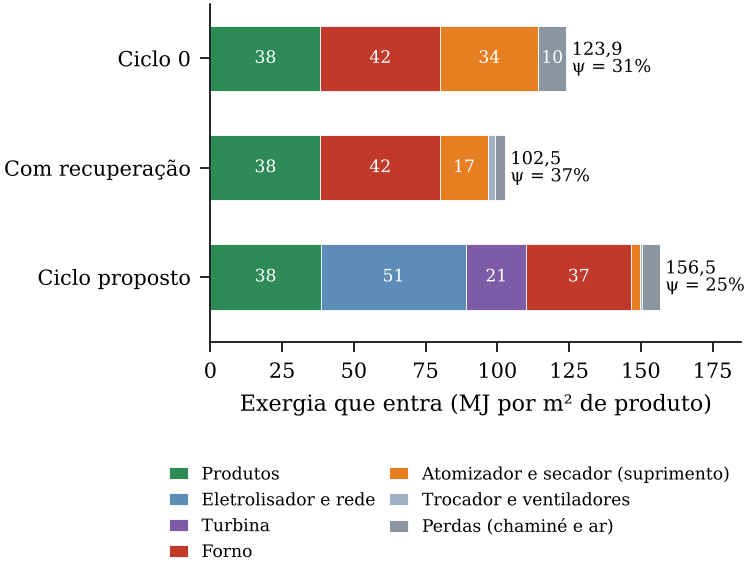 Ciclo 0
38
42
34
10
123,9
ψ = 31%
Com recuperação
38
42
17
102,5
ψ = 37%
Ciclo proposto
38
51
21
37
156,5
ψ = 25%
0 25 50 75 100 125 150 175
Exergia que entra (MJ por m² de produto)
Produtos
Eletrolisador e rede
Turbina
Forno
Atomizador e secador (suprimento)
Trocador e ventiladores
Perdas (chaminé e ar)